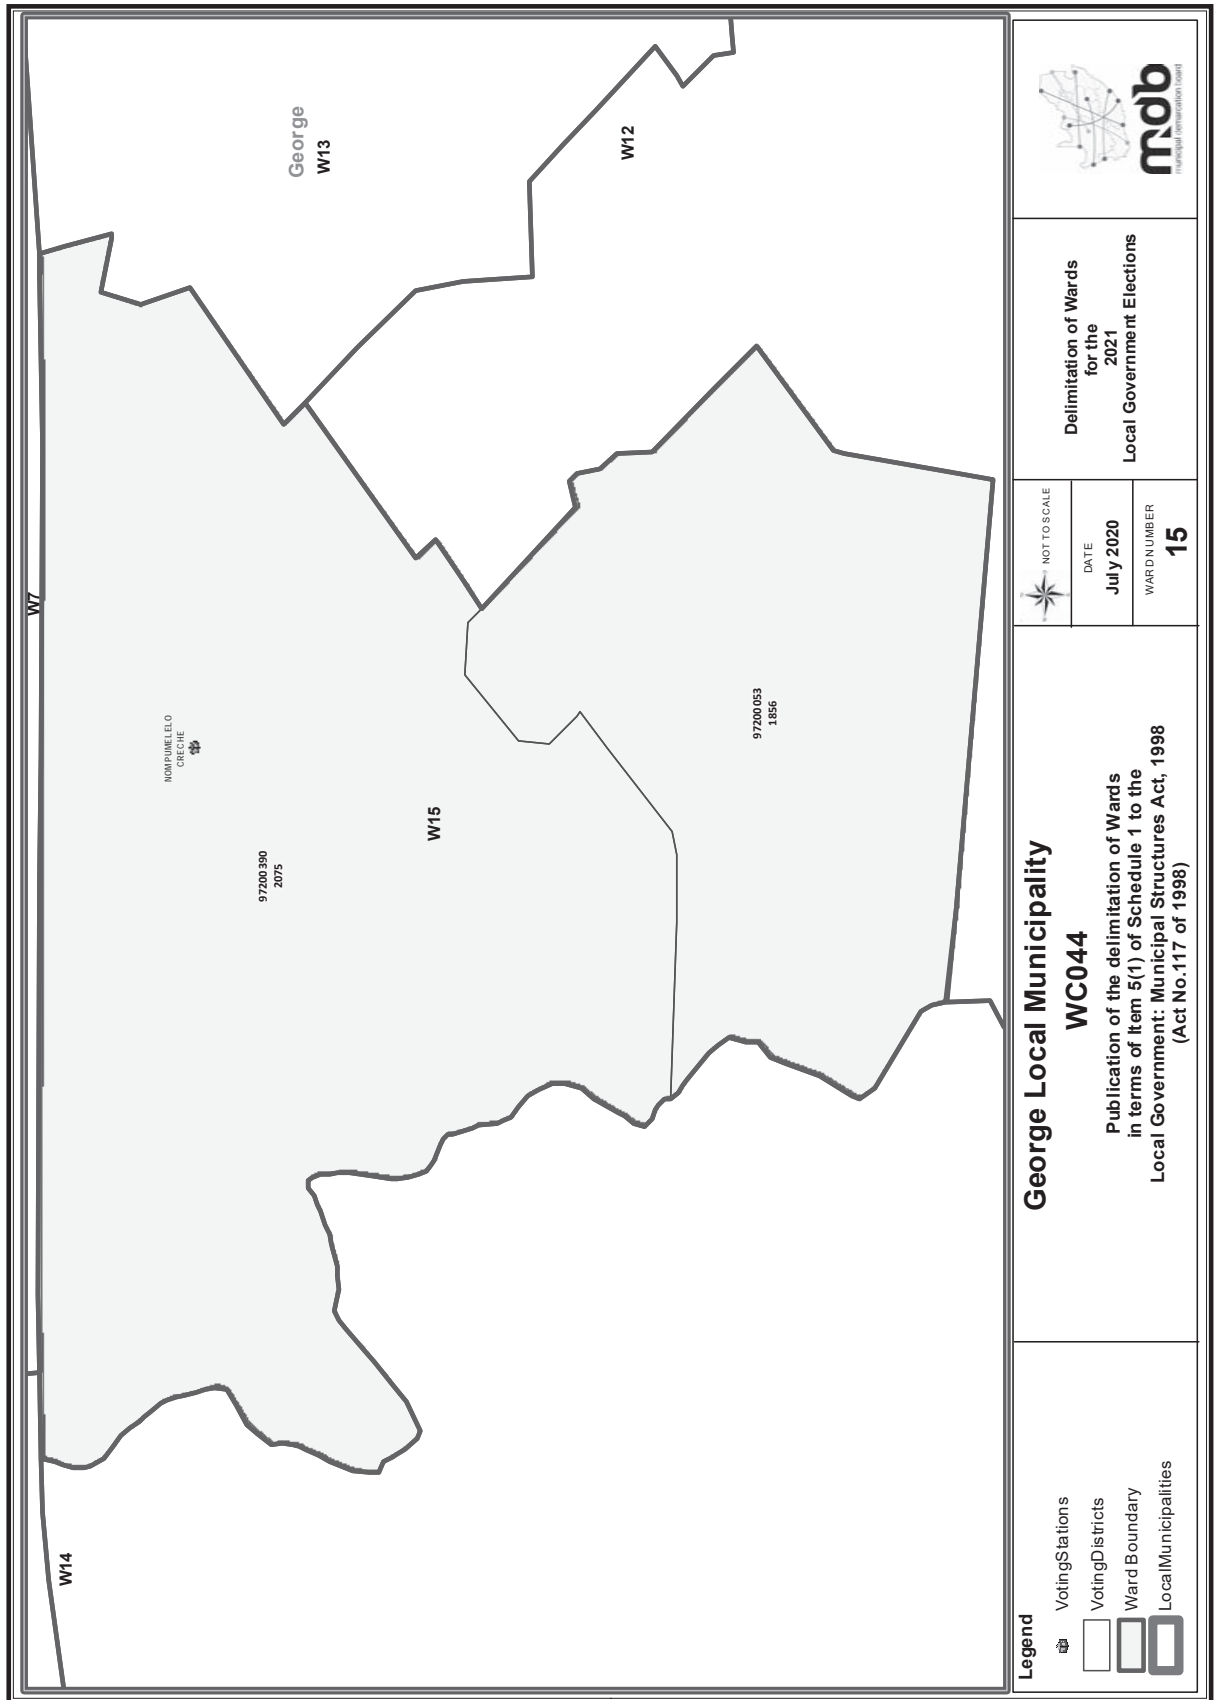 W14
W7
George
W13
W12
NOMPUMELELO
CRECHE
97200390
2075
W15
97200053
1856
Legend
VotingStations
VotingDistricts
Ward Boundary
LocalMunicipalities
George Local Municipality
WC044
Publication of the delimitation of Wards
in terms of Item 5(1) of Schedule 1 to the
Local Government: Municipal Structures Act, 1998
(Act No.117 of 1998)
NOT TO SCALE
DATE
July 2020
WARD NUMBER
15
Delimitation of Wards
for the
2021
Local Government Elections
mdb
municipal demarcation board